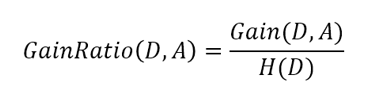 GainRatio(D, A) = Gain(D, A) / H(D)